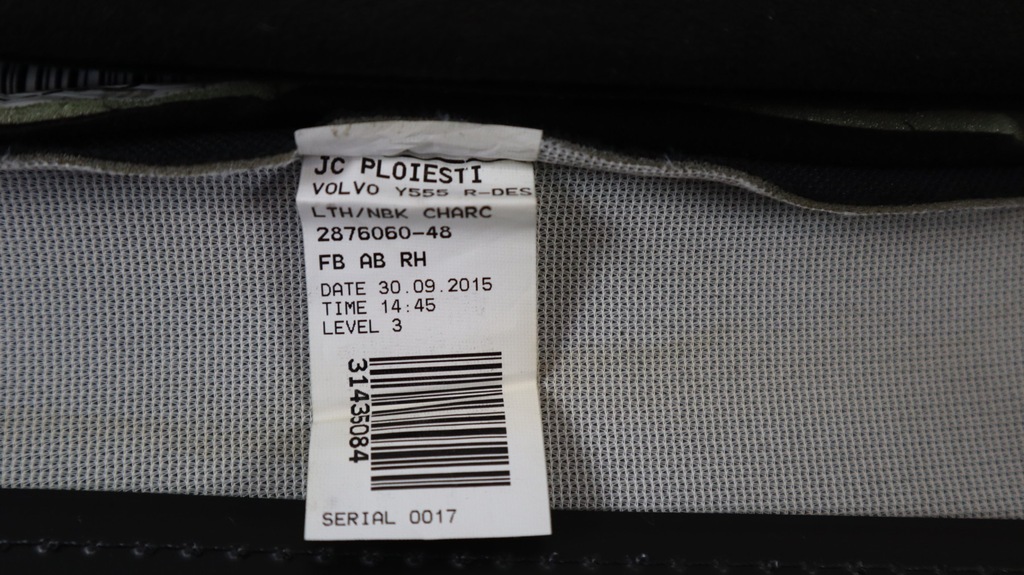 JC PLOIESTI
VOLVO Y555 R-DES
LTH/NBK CHARC
2876060-48
FB AB RH
DATE 30.09.2015
TIME 14:45
LEVEL 3
31435084
SERIAL 0017